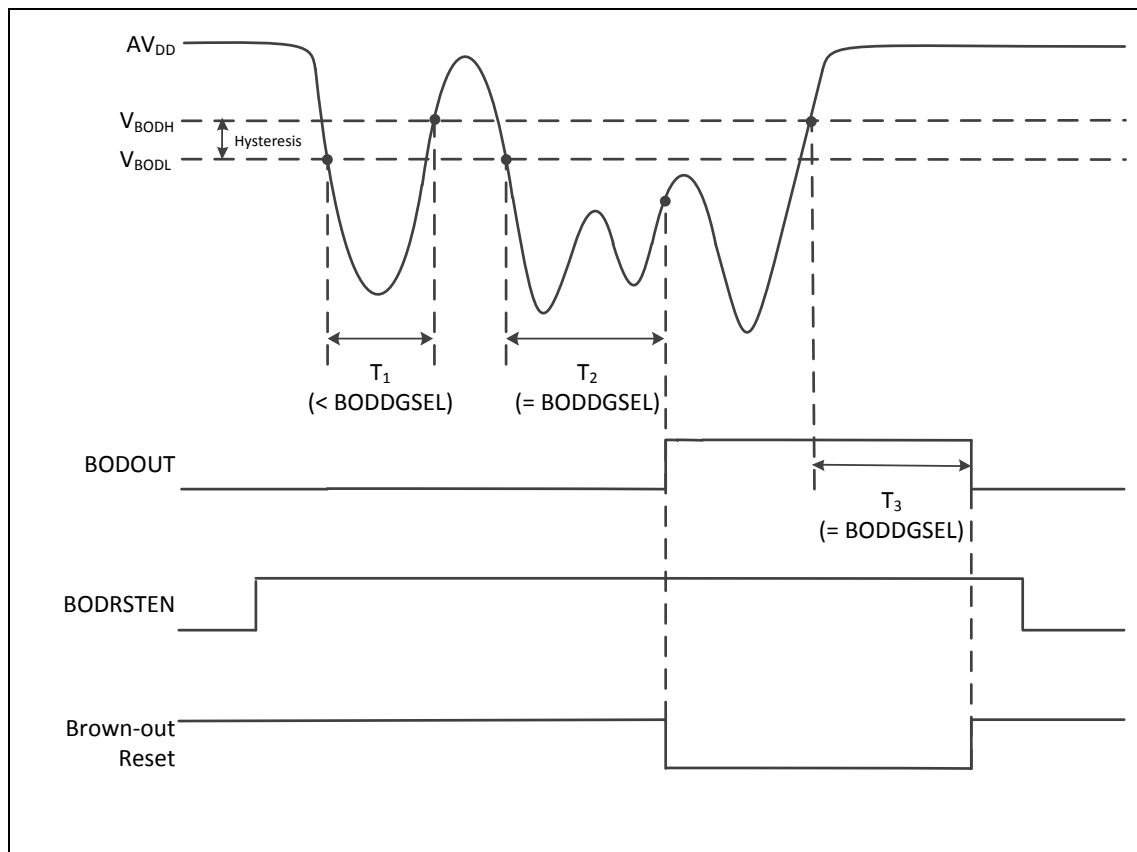 AVDD
VBODH
Hysteresis
VBODL
T1
(< BODDGSEL)
T2
(= BODDGSEL)
BODOUT
T3
(= BODDGSEL)
BODRSTEN
Brown-out
Reset